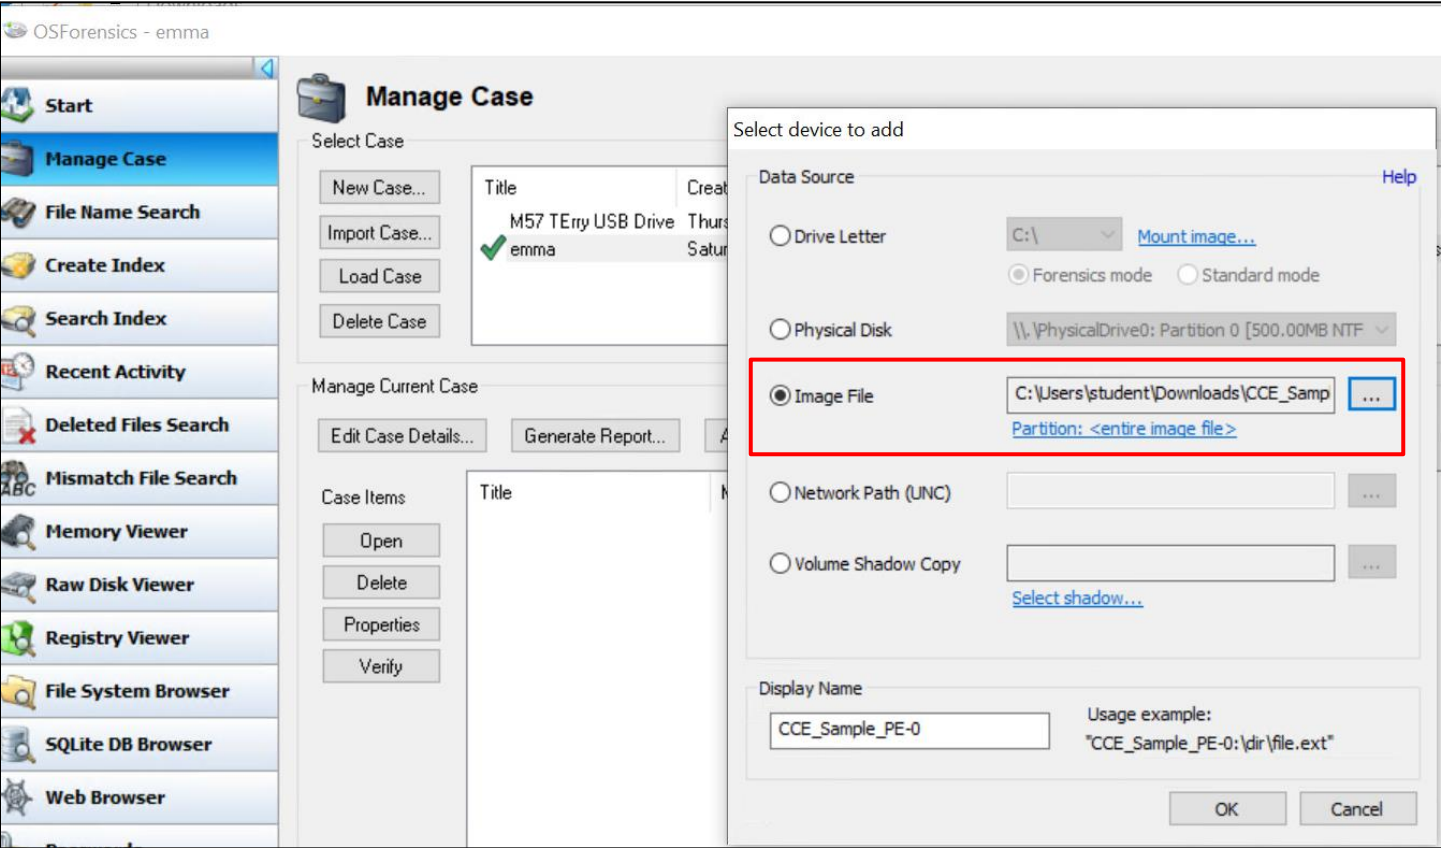 OSForensics - emma
Start
Manage Case
File Name Search
Create Index
Search Index
Recent Activity
Deleted Files Search
Mismatch File Search
Memory Viewer
Raw Disk Viewer
Registry Viewer
File System Browser
SQLite DB Browser
Web Browser
Manage Case
Select Case
New Case...
Import Case...
Load Case
Delete Case
Title Creat
M57 TErry USB Drive Thurs
emma Satur
Manage Current Case
Edit Case Details... Generate Report... A
Case Items
Open
Delete
Properties
Verify
Title
Select device to add
Data Source Help
Drive Letter C:\ Mount image...
Forensics mode Standard mode
Physical Disk \\.\PhysicalDrive0: Partition 0 [500.00MB NTF
Image File C:\Users\student\Downloads\CCE_Samp ...
Partition: <entire image file>
Network Path (UNC) ...
Volume Shadow Copy ...
Select shadow...
Display Name
CCE_Sample_PE-0
Usage example:
"CCE_Sample_PE-0:\dir\file.ext"
OK Cancel